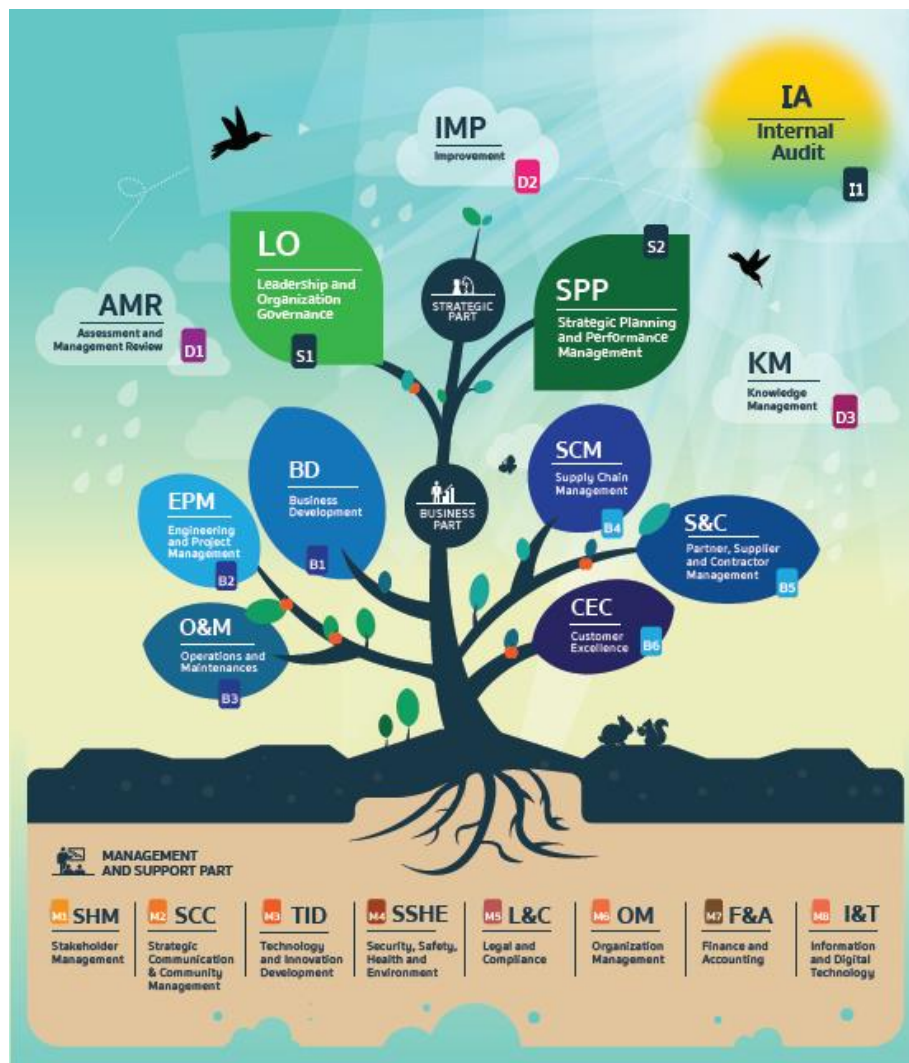 IA
Internal
Audit
I1
IMP
Improvement
D2
LO
Leadership and
Organization
Governance
S1
STRATEGIC
PART
S2
SPP
Strategic Planning
and Performance
Management
AMR
Assessment and
Management Review
D1
KM
Knowledge
Management
D3
BD
Business
Development
B1
BUSINESS
PART
SCM
Supply Chain
Management
B4
EPM
Engineering
and Project
Management
B2
S&C
Partner, Supplier
and Contractor
Management
B5
O&M
Operations and
Maintenances
B3
CEC
Customer
Excellence
B6
MANAGEMENT
AND SUPPORT PART
M1 SHM
Stakeholder
Management
M2 SCC
Strategic
Communication
& Community
Management
M3 TID
Technology
and Innovation
Development
M4 SSHE
Security, Safety,
Health and
Environment
M5 L&C
Legal and
Compliance
M6 OM
Organization
Management
M7 F&A
Finance and
Accounting
M8 I&T
Information
and Digital
Technology